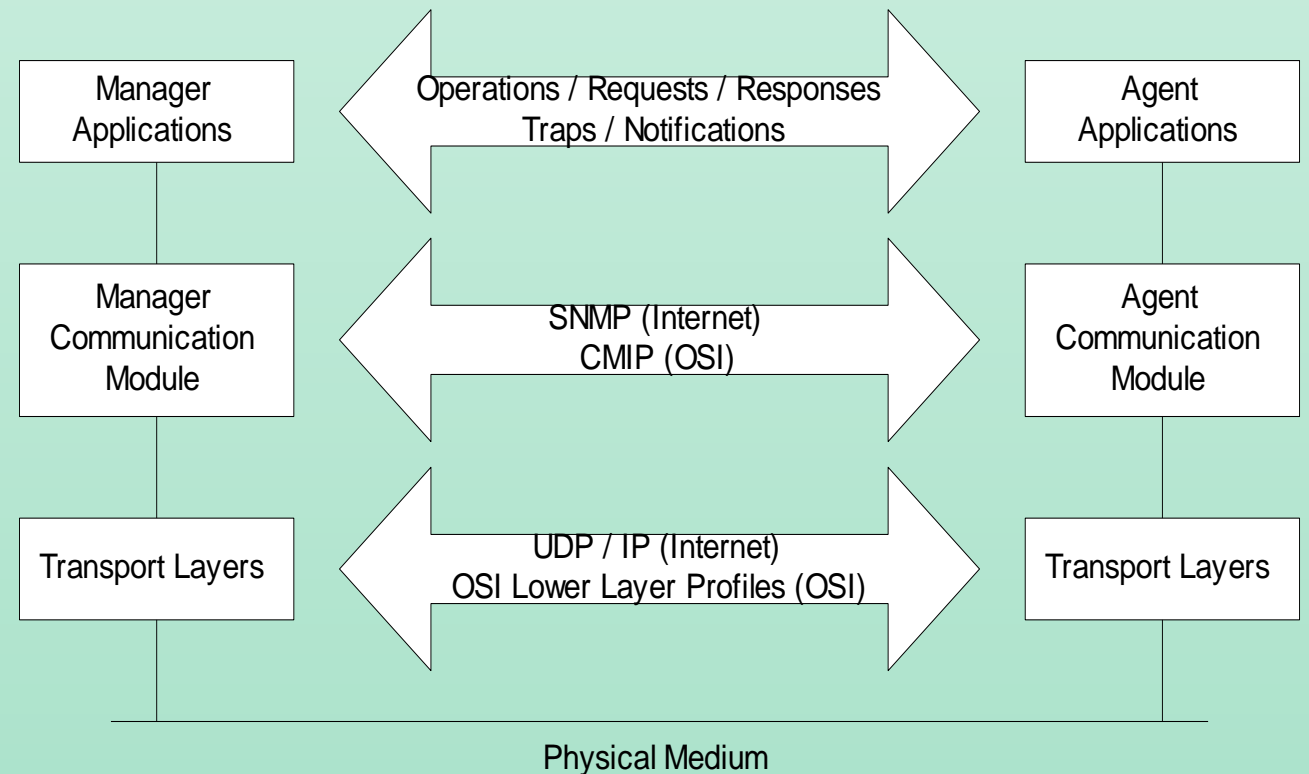 Manager
Applications
Operations / Requests / Responses
Traps / Notifications
Agent
Applications
Manager
Communication
Module
SNMP (Internet)
CMIP (OSI)
Agent
Communication
Module
Transport Layers
UDP / IP (Internet)
OSI Lower Layer Profiles (OSI)
Transport Layers
Physical Medium